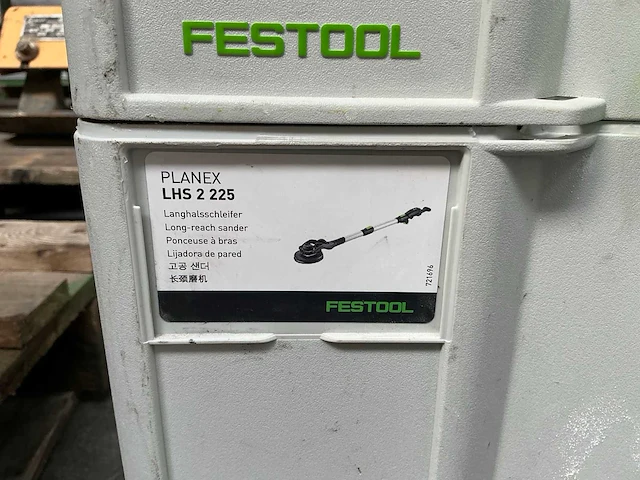 FESTOOL
PLANEX
LHS 2 225
Langhalsschleifer
Long-reach sander
Ponceuse à bras
Lijadora de pared
고공 샌더
长颈磨机
721696
FESTOOL